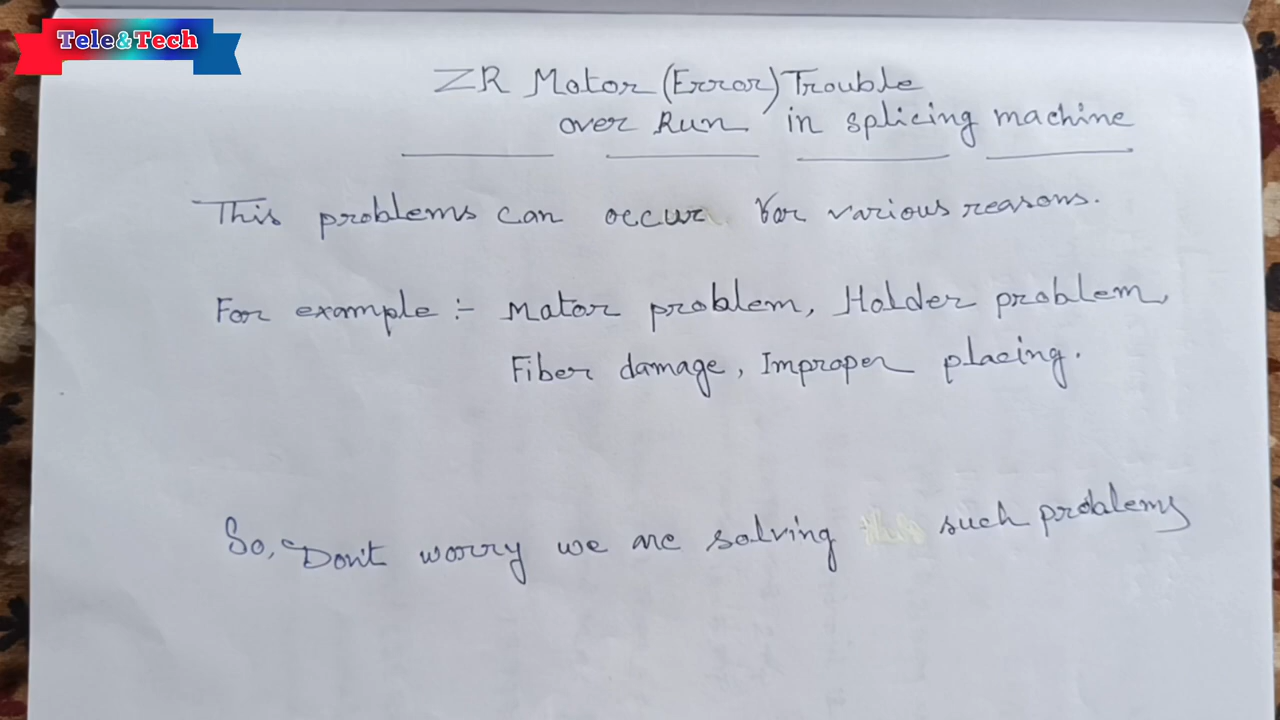 Tele&Tech
ZR Motor (Error) Trouble
over Run in splicing machine
This problems can occur for various reasons.
For example :- Motor problem, Holder problem,
Fiber damage, Improper placing.
So, Don't worry we are solving such problems